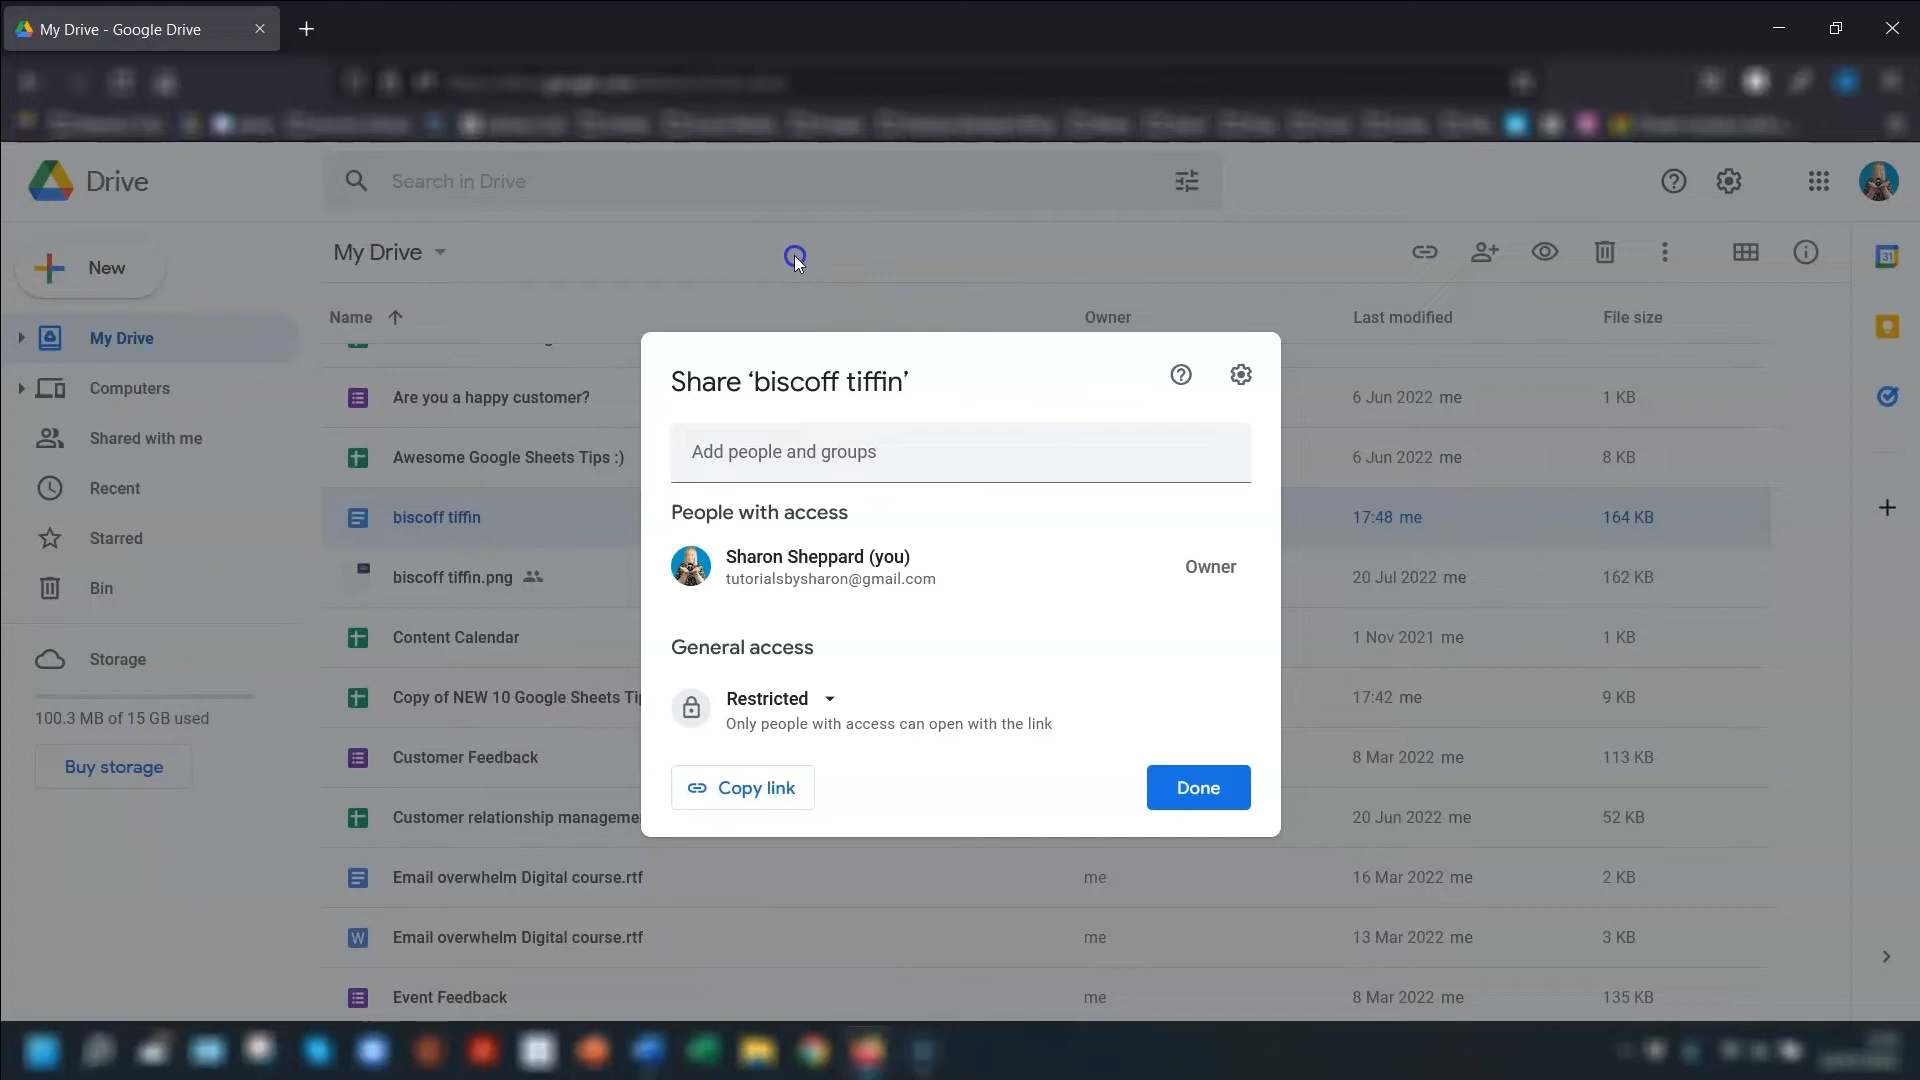 My Drive - Google Drive
Drive
Search in Drive
New
My Drive
Computers
Shared with me
Recent
Starred
Bin
Storage
100.3 MB of 15 GB used
Buy storage
My Drive
Name Owner Last modified File size
Are you a happy customer? 6 Jun 2022 me 1 KB
Awesome Google Sheets Tips :) 6 Jun 2022 me 8 KB
biscoff tiffin 17:48 me 164 KB
biscoff tiffin.png 20 Jul 2022 me 162 KB
Content Calendar 1 Nov 2021 me 1 KB
Copy of NEW 10 Google Sheets 17:42 me 9 KB
Customer Feedback 8 Mar 2022 me 113 KB
Customer relationship 20 Jun 2022 me 52 KB
Email overwhelm Digital course.rtf me 16 Mar 2022 me 2 KB
W Email overwhelm Digital course.rtf me 13 Mar 2022 me 3 KB
Event Feedback me 8 Mar 2022 me 135 KB
Share ‘biscoff tiffin’
Add people and groups
People with access
Sharon Sheppard (you)
tutorialsbysharon@gmail.com
Owner
General access
Restricted
Only people with access can open with the link
Copy link
Done
31